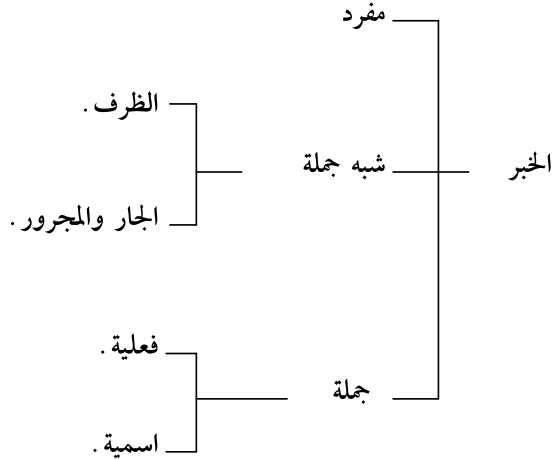 الخبر
مفرد
شبه جملة
الظرف .
الجار والمجرور .
جملة
فعلية .
اسمية .